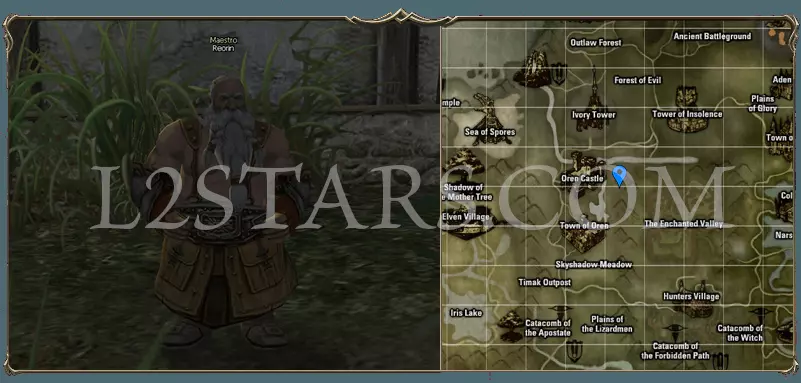 Maestro
Reorin
L2STARS.COM
Outlaw Forest
Ancient Battleground
Forest of Evil
Aden
Plains
of Glory
mple
Ivory Tower
Tower of Insolence
Sea of Spores
Town o
Oren Castle
Shadow of
e Mother Tree
Col
Elven Village
Town of Oren
The Enchanted Valley
Nars
Skyshadow Meadow
Timak Outpost
Hunters Village
Iris Lake
Catacomb of
the Apostate
Plains of
the Lizardmen
Catacomb of
the Witch
Catacomb of
the Forbidden Path